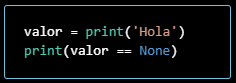 valor = print('Hola')
print(valor == None)